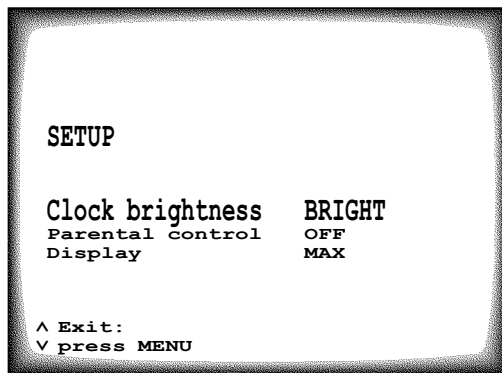 SETUP
Clock brightness BRIGHT
Parental control OFF
Display MAX
∧ Exit:
∨ press MENU